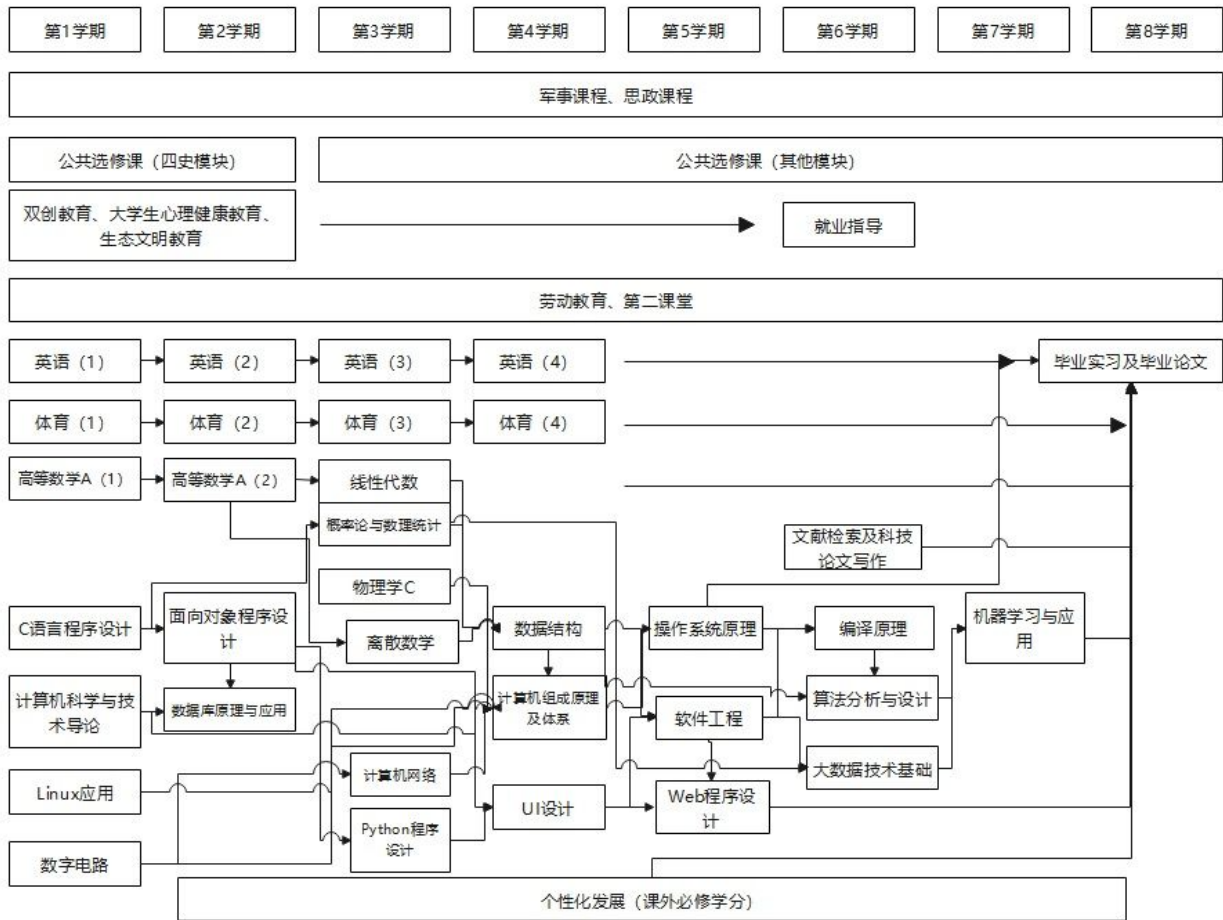 第1学期
第2学期
第3学期
第4学期
第5学期
第6学期
第7学期
第8学期
军事课程、思政课程
公共选修课（四史模块）
公共选修课（其他模块）
双创教育、大学生心理健康教育、
生态文明教育
就业指导
劳动教育、第二课堂
英语（1）
英语（2）
英语（3）
英语（4）
毕业实习及毕业论文
体育（1）
体育（2）
体育（3）
体育（4）
高等数学A（1）
高等数学A（2）
线性代数
概率论与数理统计
文献检索及科技
论文写作
物理学C
C语言程序设计
面向对象程序设
计
离散数学
数据结构
操作系统原理
编译原理
机器学习与应
用
计算机科学与技
术导论
数据库原理与应用
计算机组成原理
及体系
软件工程
算法分析与设计
Linux应用
计算机网络
UI设计
Web程序设
计
大数据技术基础
数字电路
Python程序
设计
个性化发展（课外必修学分）